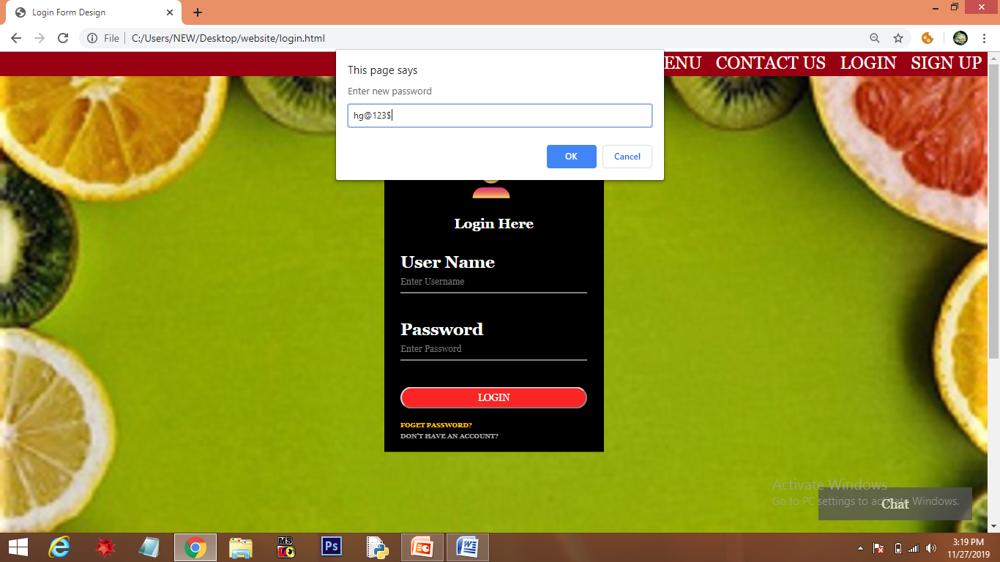 Login Form Design
File
C:/Users/NEW/Desktop/website/login.html
ENU CONTACT US LOGIN SIGN UP
This page says
Enter new password
hg@123$
OK
Cancel
Login Here
User Name
Enter Username
Password
Enter Password
LOGIN
FOGET PASSWORD?
DON'T HAVE AN ACCOUNT?
Activate Windows
Go to PC settings to activate Windows.
Chat
MS
Ps
3:19 PM
11/27/2019